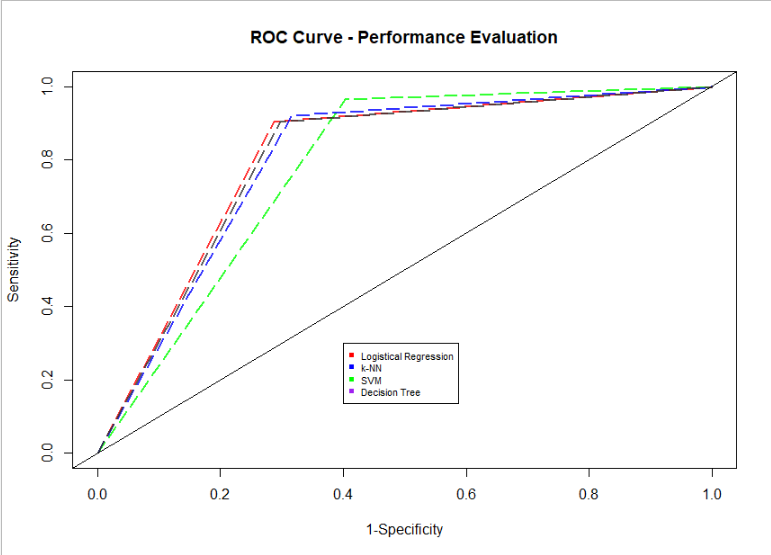 ROC Curve - Performance Evaluation
1.0
0.8
0.6
0.4
0.2
0.0
Sensitivity
Logistical Regression
k-NN
SVM
Decision Tree
0.0 0.2 0.4 0.6 0.8 1.0
1-Specificity